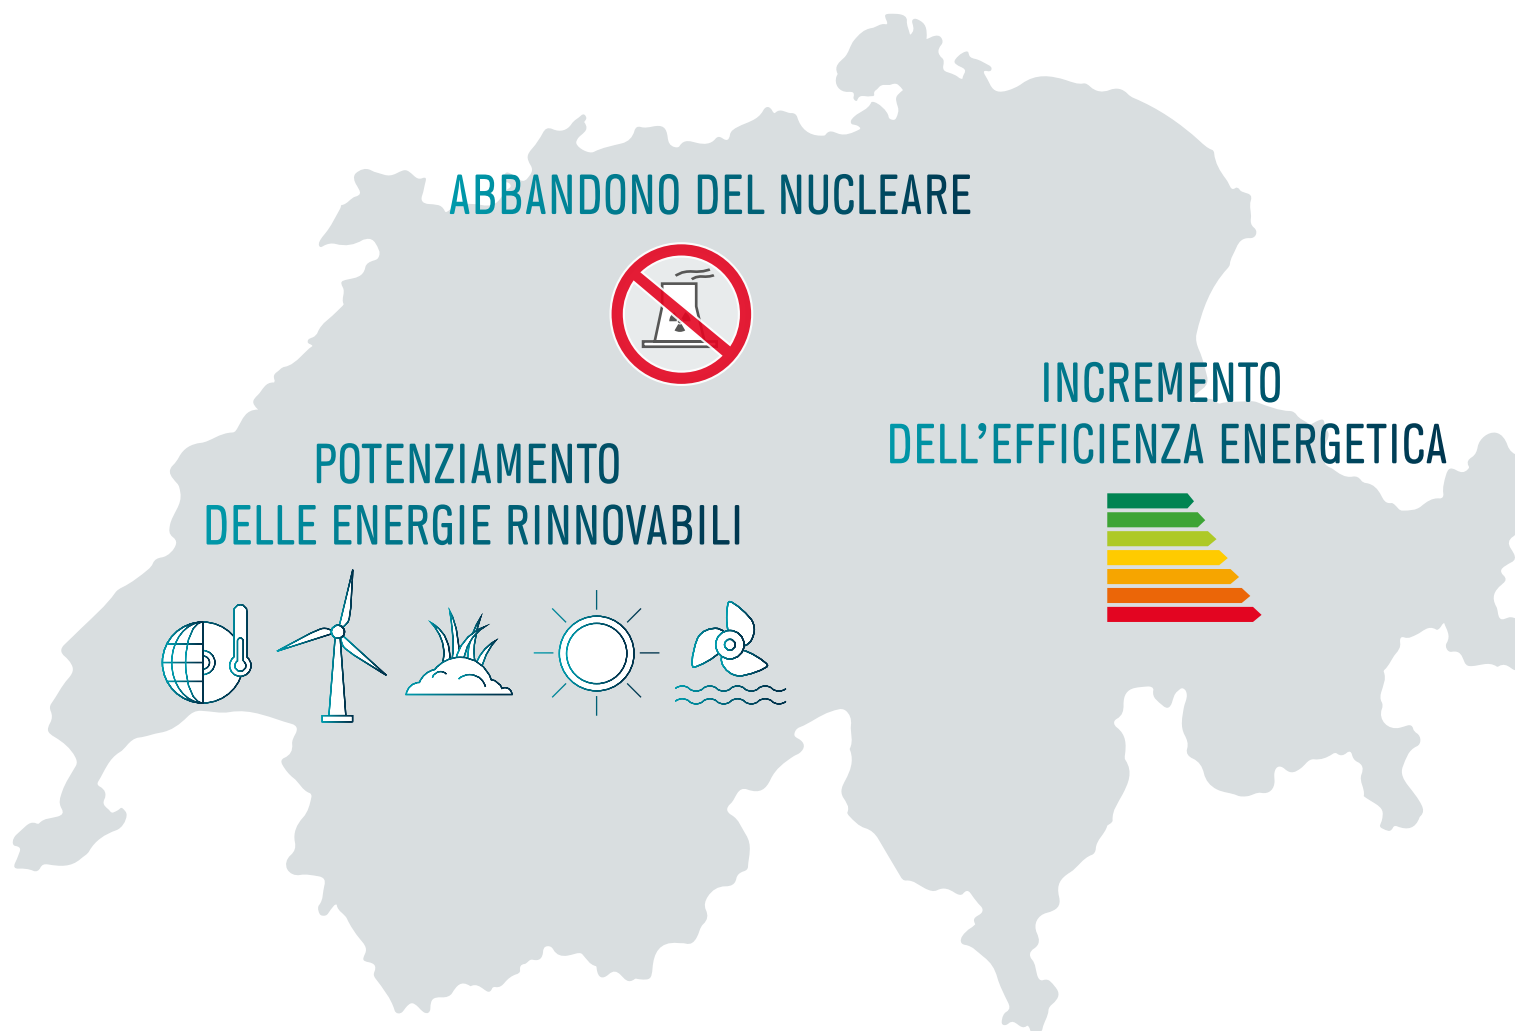 ABBANDONO DEL NUCLEARE
INCREMENTO
DELL’EFFICIENZA ENERGETICA
POTENZIAMENTO
DELLE ENERGIE RINNOVABILI